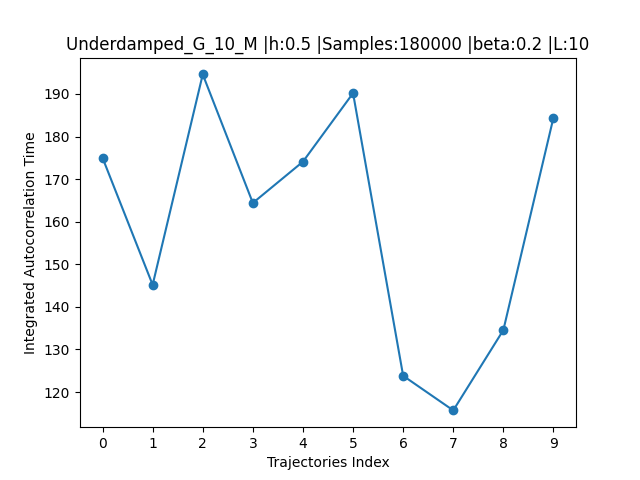 Underdamped_G_10_M |h:0.5 |Samples:180000 |beta:0.2 |L:10
Integrated Autocorrelation Time
190
180
170
160
150
140
130
120
0 1 2 3 4 5 6 7 8 9
Trajectories Index